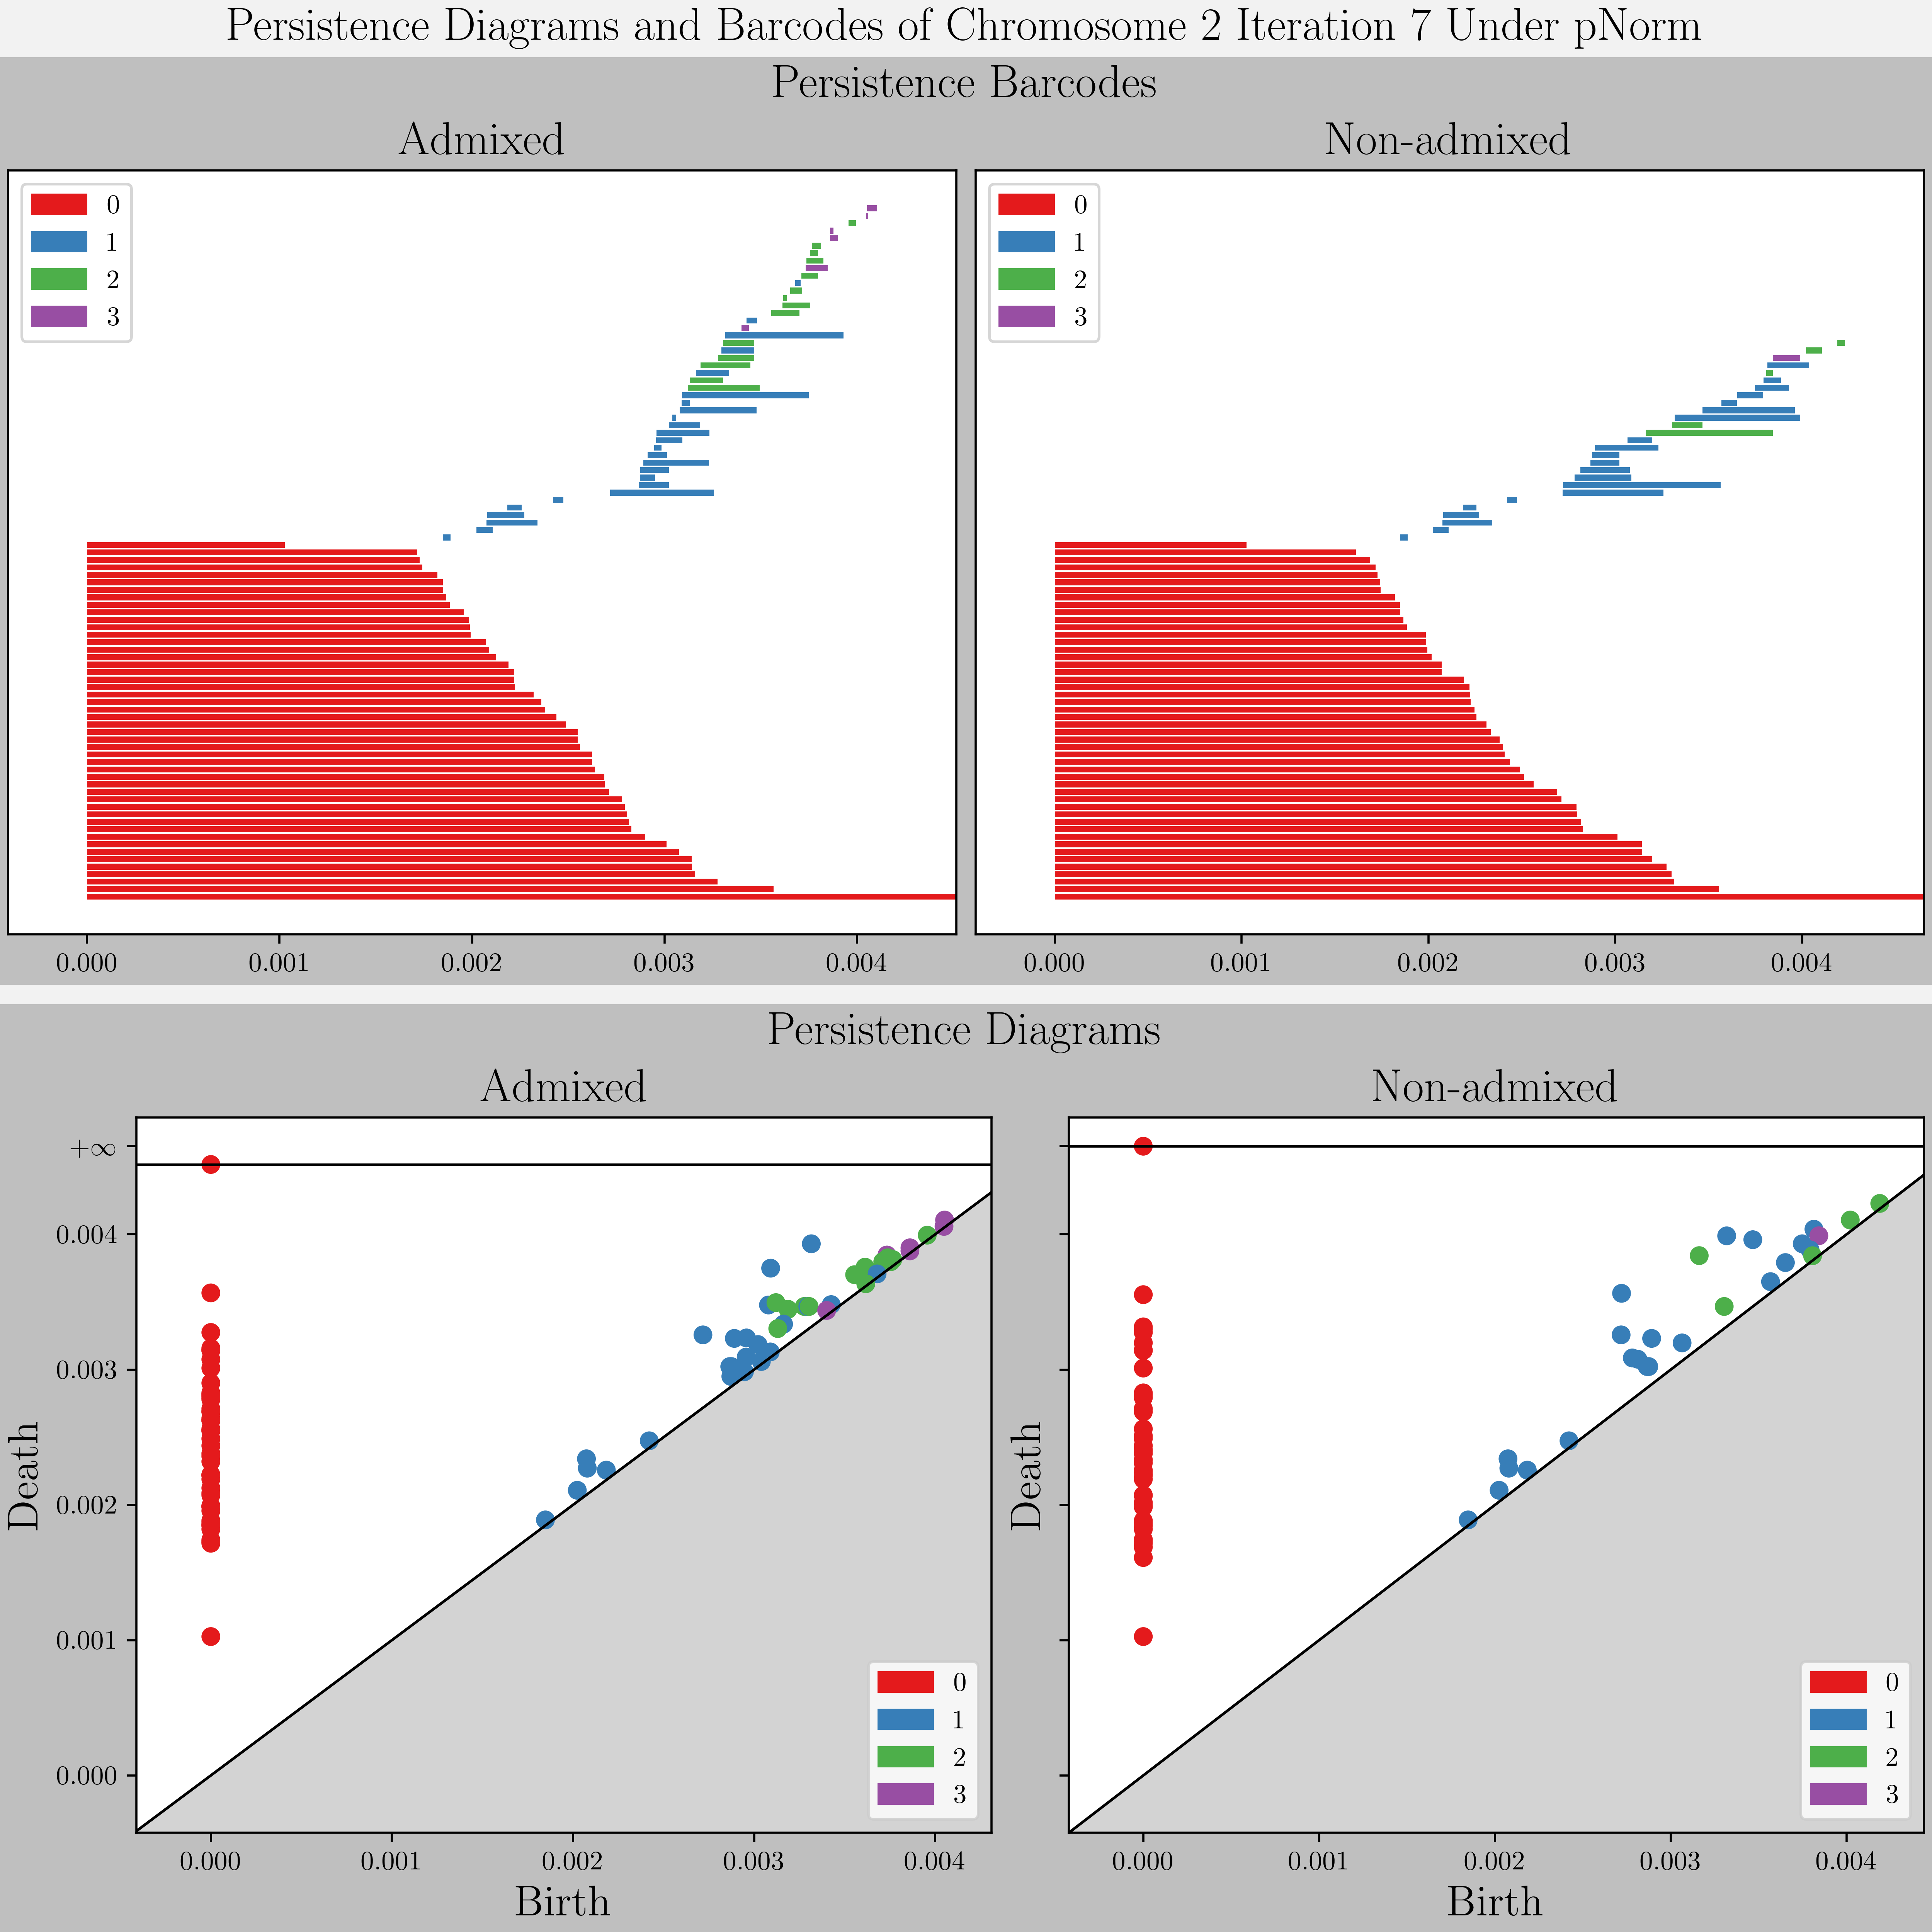 Persistence Diagrams and Barcodes of Chromosome 2 Iteration 7 Under pNorm
Persistence Barcodes
Admixed
0
1
2
3
0.000 0.001 0.002 0.003 0.004
Non-admixed
0
1
2
3
0.000 0.001 0.002 0.003 0.004
Persistence Diagrams
Admixed
+∞
0.004
0.003
0.002
0.001
0.000
Death
0
1
2
3
0.000 0.001 0.002 0.003 0.004
Birth
Non-admixed
Death
0
1
2
3
0.000 0.001 0.002 0.003 0.004
Birth